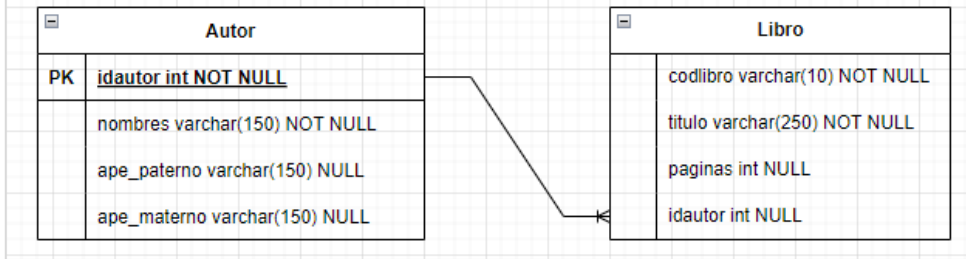 Autor
PK idautor int NOT NULL
nombres varchar(150) NOT NULL
ape_paterno varchar(150) NULL
ape_materno varchar(150) NULL
Libro
codlibro varchar(10) NOT NULL
titulo varchar(250) NOT NULL
paginas int NULL
idautor int NULL